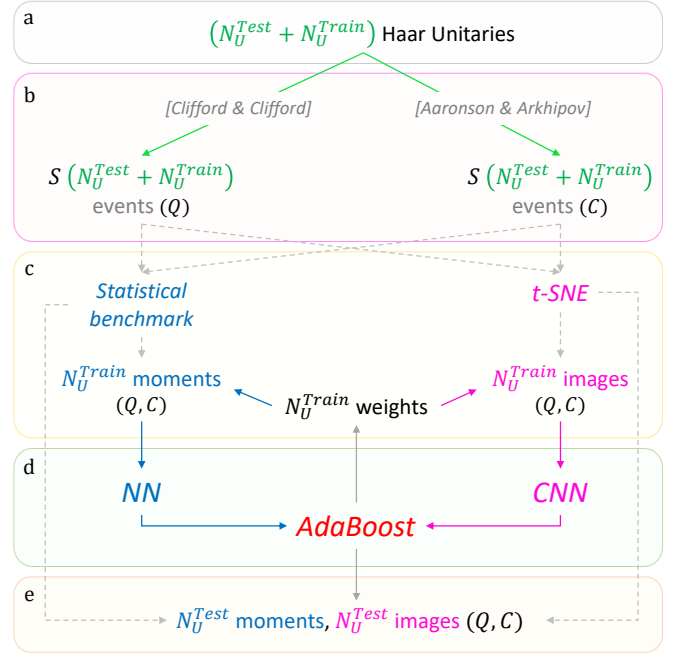 a
(N_U^{Test} + N_U^{Train}) Haar Unitaries
b
[Clifford & Clifford] [Aaronson & Arkhipov]
S (N_U^{Test} + N_U^{Train}) S (N_U^{Test} + N_U^{Train})
events (Q) events (C)
c
Statistical t-SNE
benchmark
N_U^{Train} moments N_U^{Train} images
(Q, C) N_U^{Train} weights (Q, C)
d
NN CNN
AdaBoost
e
N_U^{Test} moments, N_U^{Test} images (Q, C)